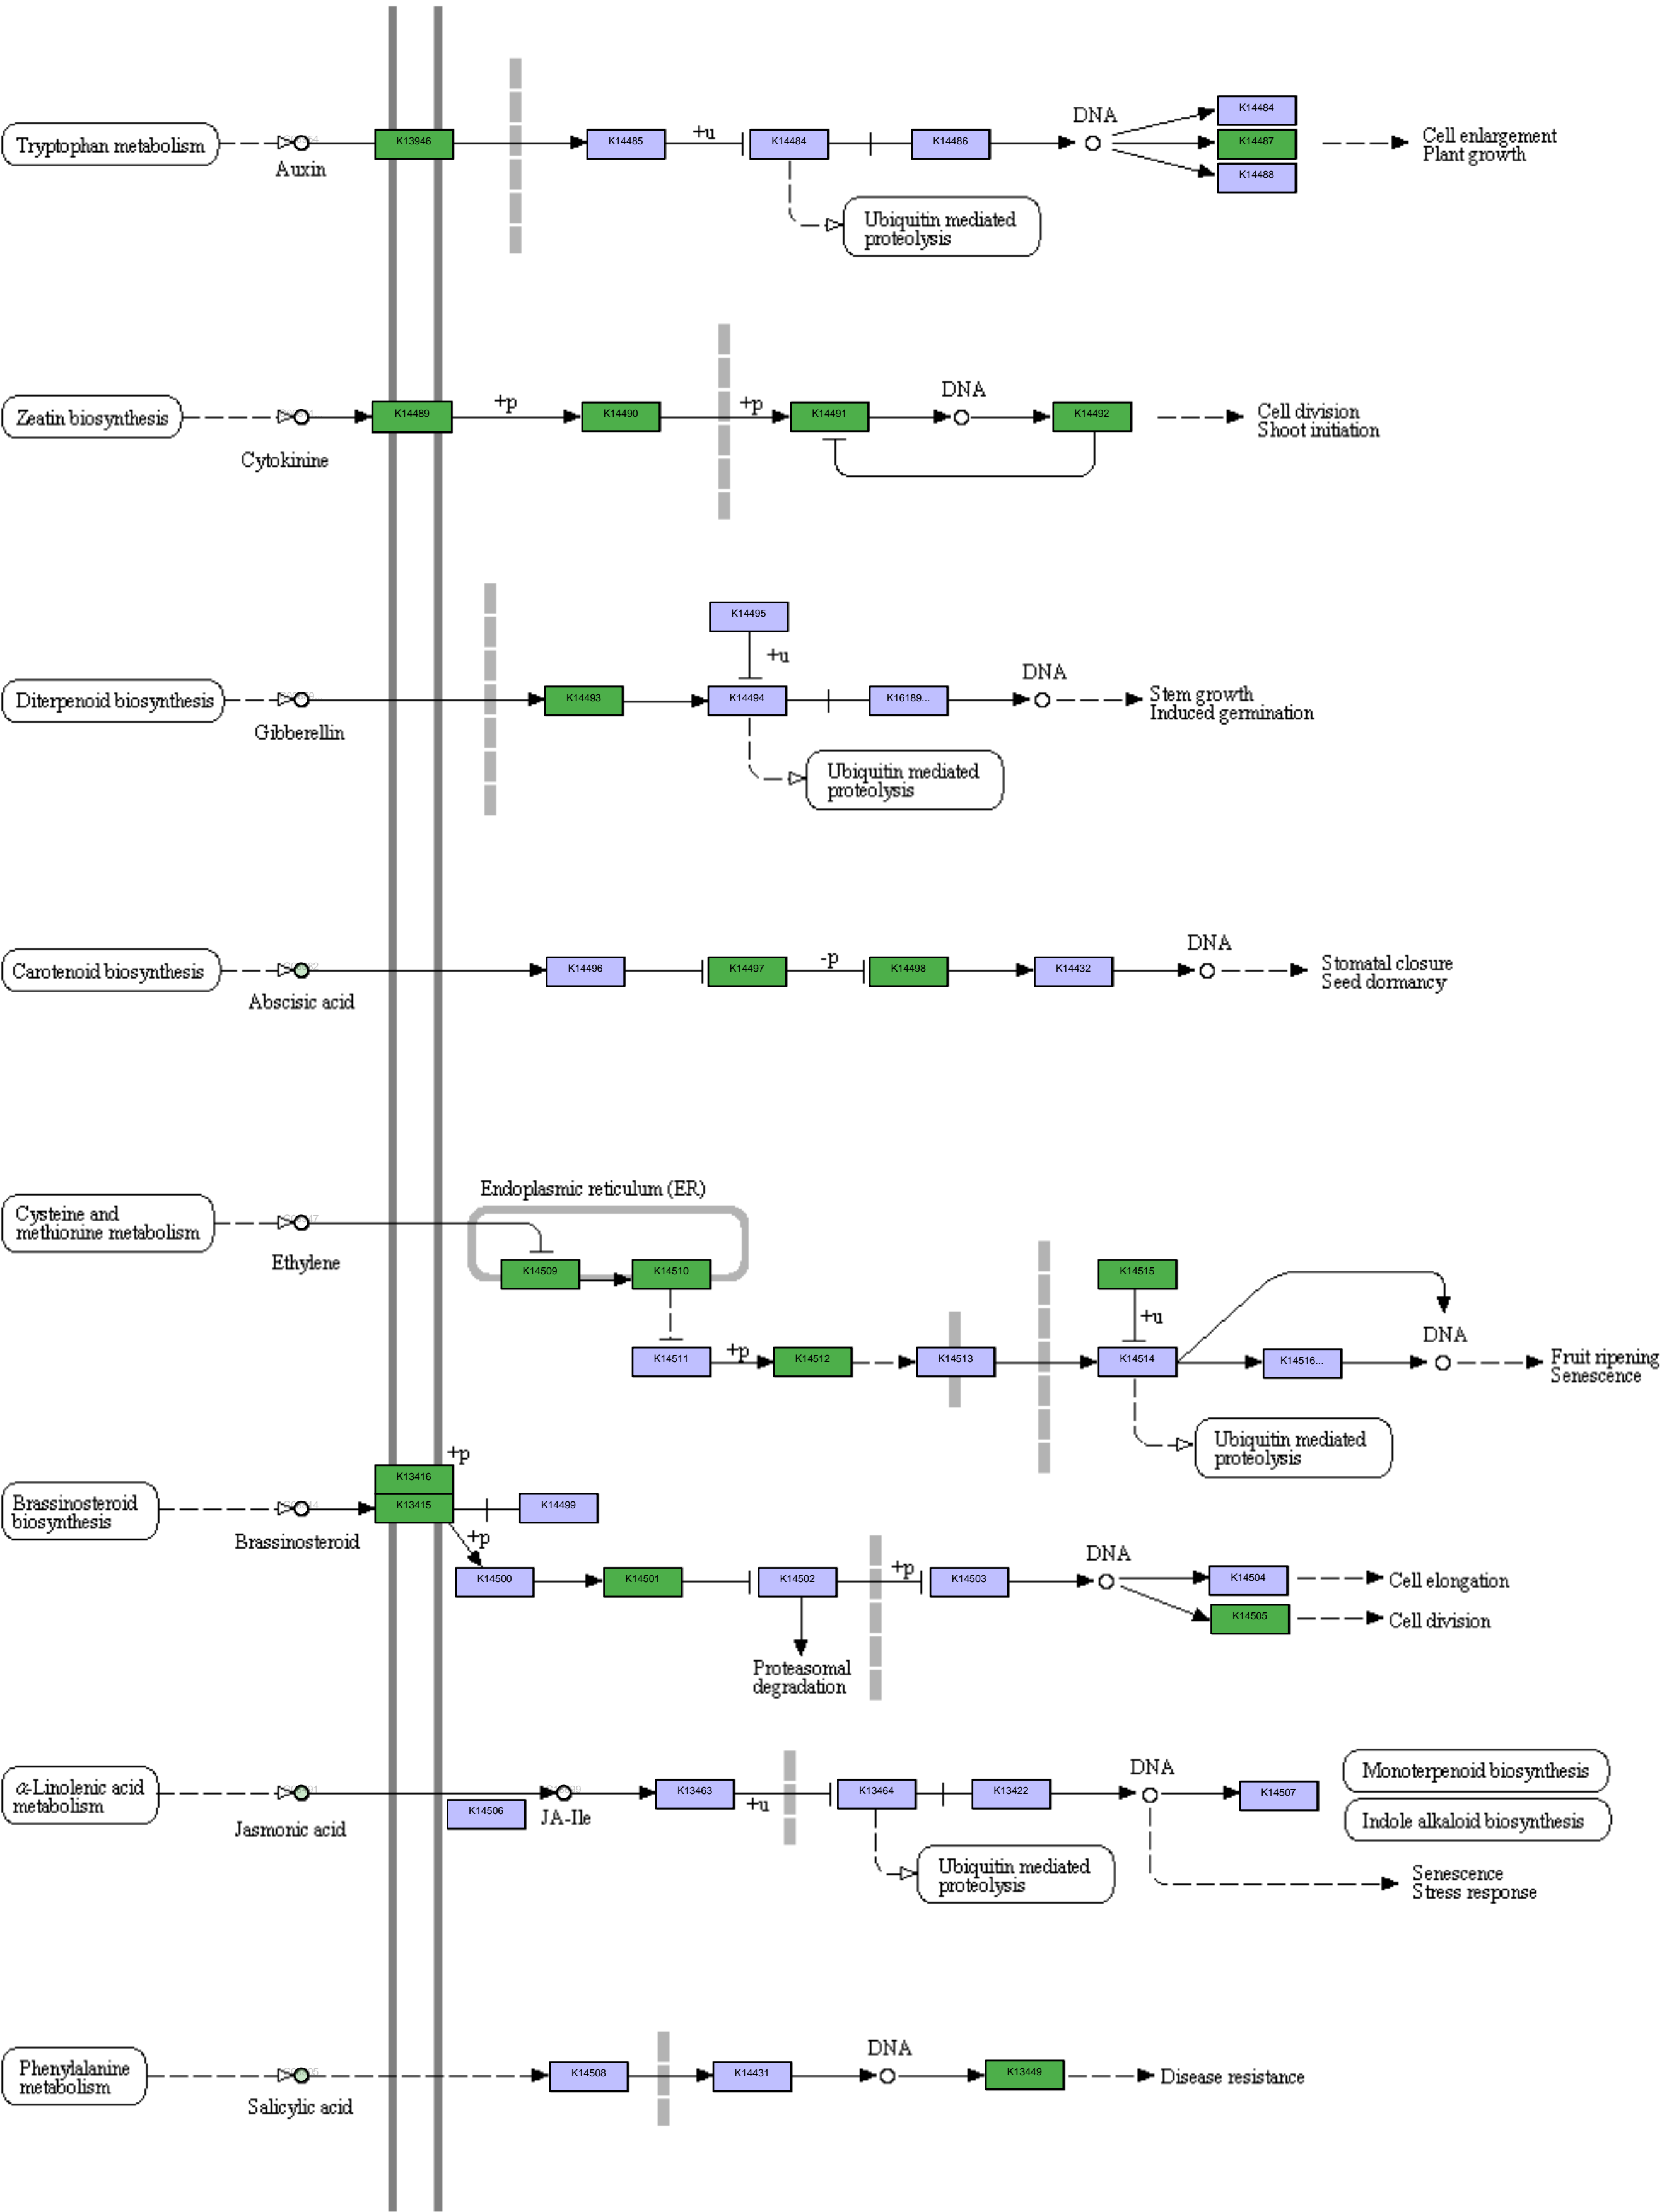 DNA
K14484
Tryptophan metabolism
K13946
K14485
+u
K14484
K14486
K14487
Cell enlargement
Plant growth
Auxin
K14488
Ubiquitin mediated
proteolysis
DNA
Zeatin biosynthesis
K14489
+p
K14490
+p
K14491
K14492
Cell division
Shoot initiation
Cytokinine
K14495
+u
DNA
Diterpenoid biosynthesis
K14493
K14494
K16189...
Stem growth
Induced germination
Gibberellin
Ubiquitin mediated
proteolysis
DNA
Carotenoid biosynthesis
K14496
K14497
-p
K14498
K14432
Stomatal closure
Seed dormancy
Abscisic acid
Endoplasmic reticulum (ER)
Cysteine and
methionine metabolism
Ethylene
K14509
K14510
K14515
+u
DNA
K14511
+p
K14512
K14513
K14514
K14516...
Fruit ripening
Senescence
Ubiquitin mediated
proteolysis
+p
K13416
Brassinosteroid
biosynthesis
K13415
K14499
Brassinosteroid
+p
DNA
K14500
K14501
K14502
+p
K14503
K14504
Cell elongation
K14505
Cell division
Proteasomal
degradation
DNA
Monoterpenoid biosynthesis
α-Linolenic acid
metabolism
K13463
K13464
K13422
K14507
Jasmonic acid
K14506
JA-Ile
+u
Indole alkaloid biosynthesis
Ubiquitin mediated
proteolysis
Senescence
Stress response
DNA
Phenylalanine
metabolism
K14508
K14431
K13449
Disease resistance
Salicylic acid